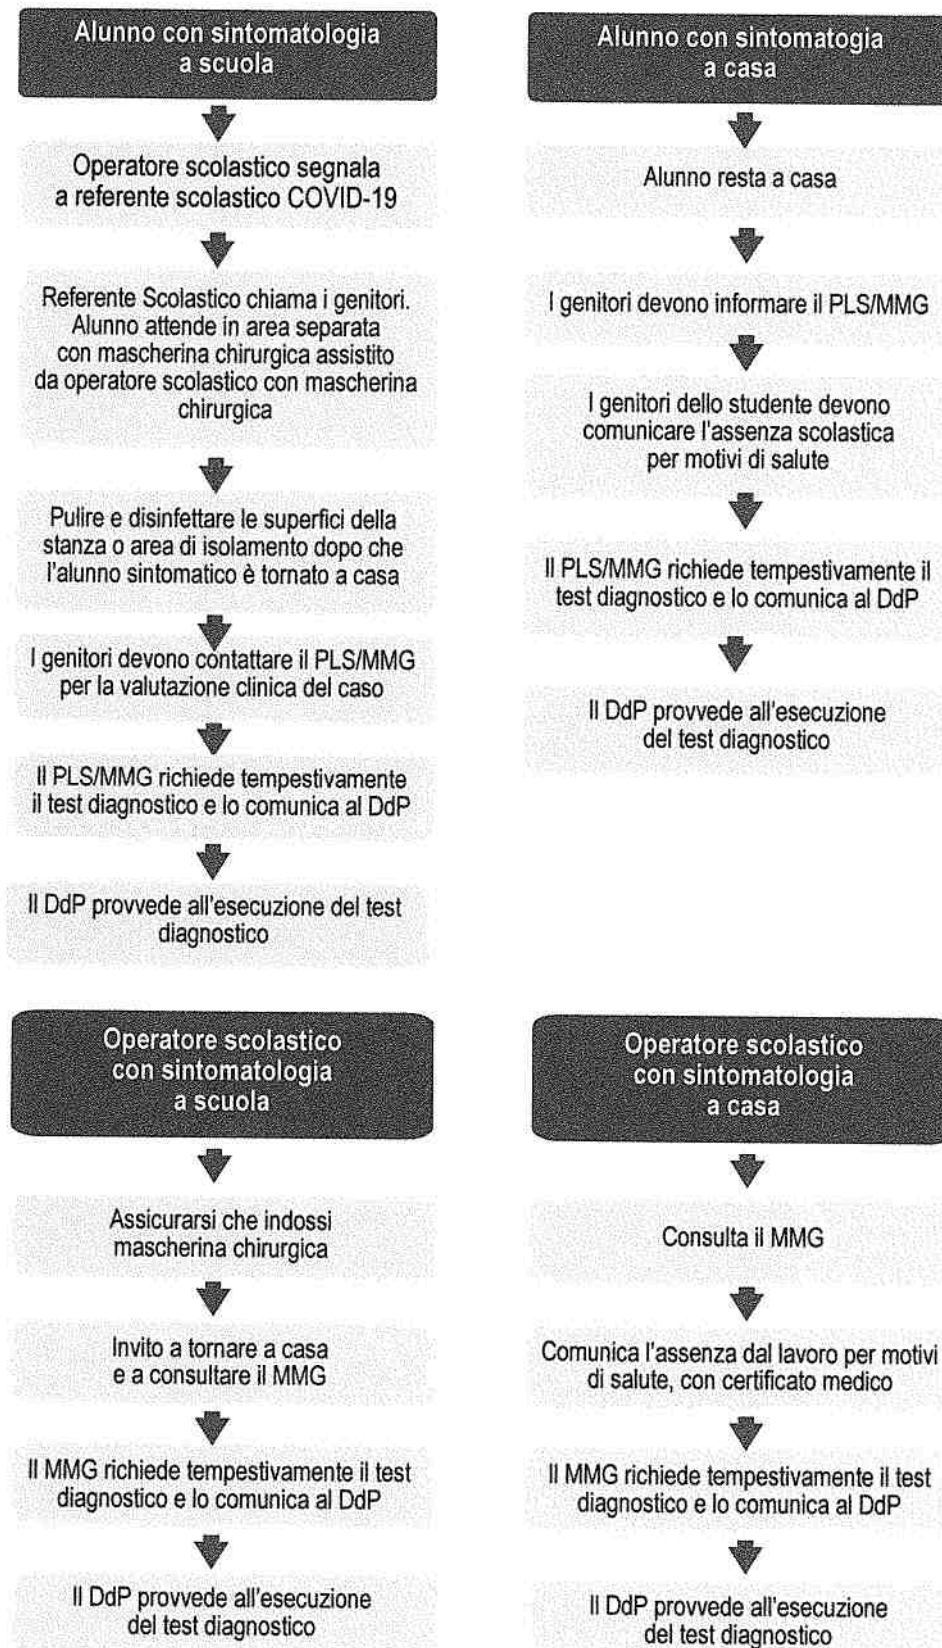 Alunno con sintomatologia
a scuola
Operatore scolastico segnala
a referente scolastico COVID-19
Referente Scolastico chiama i genitori.
Alunno attende in area separata
con mascherina chirurgica assistito
da operatore scolastico con mascherina
chirurgica
Pulire e disinfettare le superfici della
stanza o area di isolamento dopo che
l'alunno sintomatico è tornato a casa
I genitori devono contattare il PLS/MMG
per la valutazione clinica del caso
Il PLS/MMG richiede tempestivamente
il test diagnostico e lo comunica al DdP
Il DdP provvede all'esecuzione del test
diagnostico
Alunno con sintomatogia
a casa
Alunno resta a casa
I genitori devono informare il PLS/MMG
I genitori dello studente devono
comunicare l'assenza scolastica
per motivi di salute
Il PLS/MMG richiede tempestivamente il
test diagnostico e lo comunica al DdP
Il DdP provvede all'esecuzione
del test diagnostico
Operatore scolastico
con sintomatologia
a scuola
Assicurarsi che indossi
mascherina chirurgica
Invito a tornare a casa
e a consultare il MMG
Il MMG richiede tempestivamente il test
diagnostico e lo comunica al DdP
Il DdP provvede all'esecuzione
del test diagnostico
Operatore scolastico
con sintomatologia
a casa
Consulta il MMG
Comunica l'assenza dal lavoro per motivi
di salute, con certificato medico
Il MMG richiede tempestivamente il test
diagnostico e lo comunica al DdP
Il DdP provvede all'esecuzione
del test diagnostico